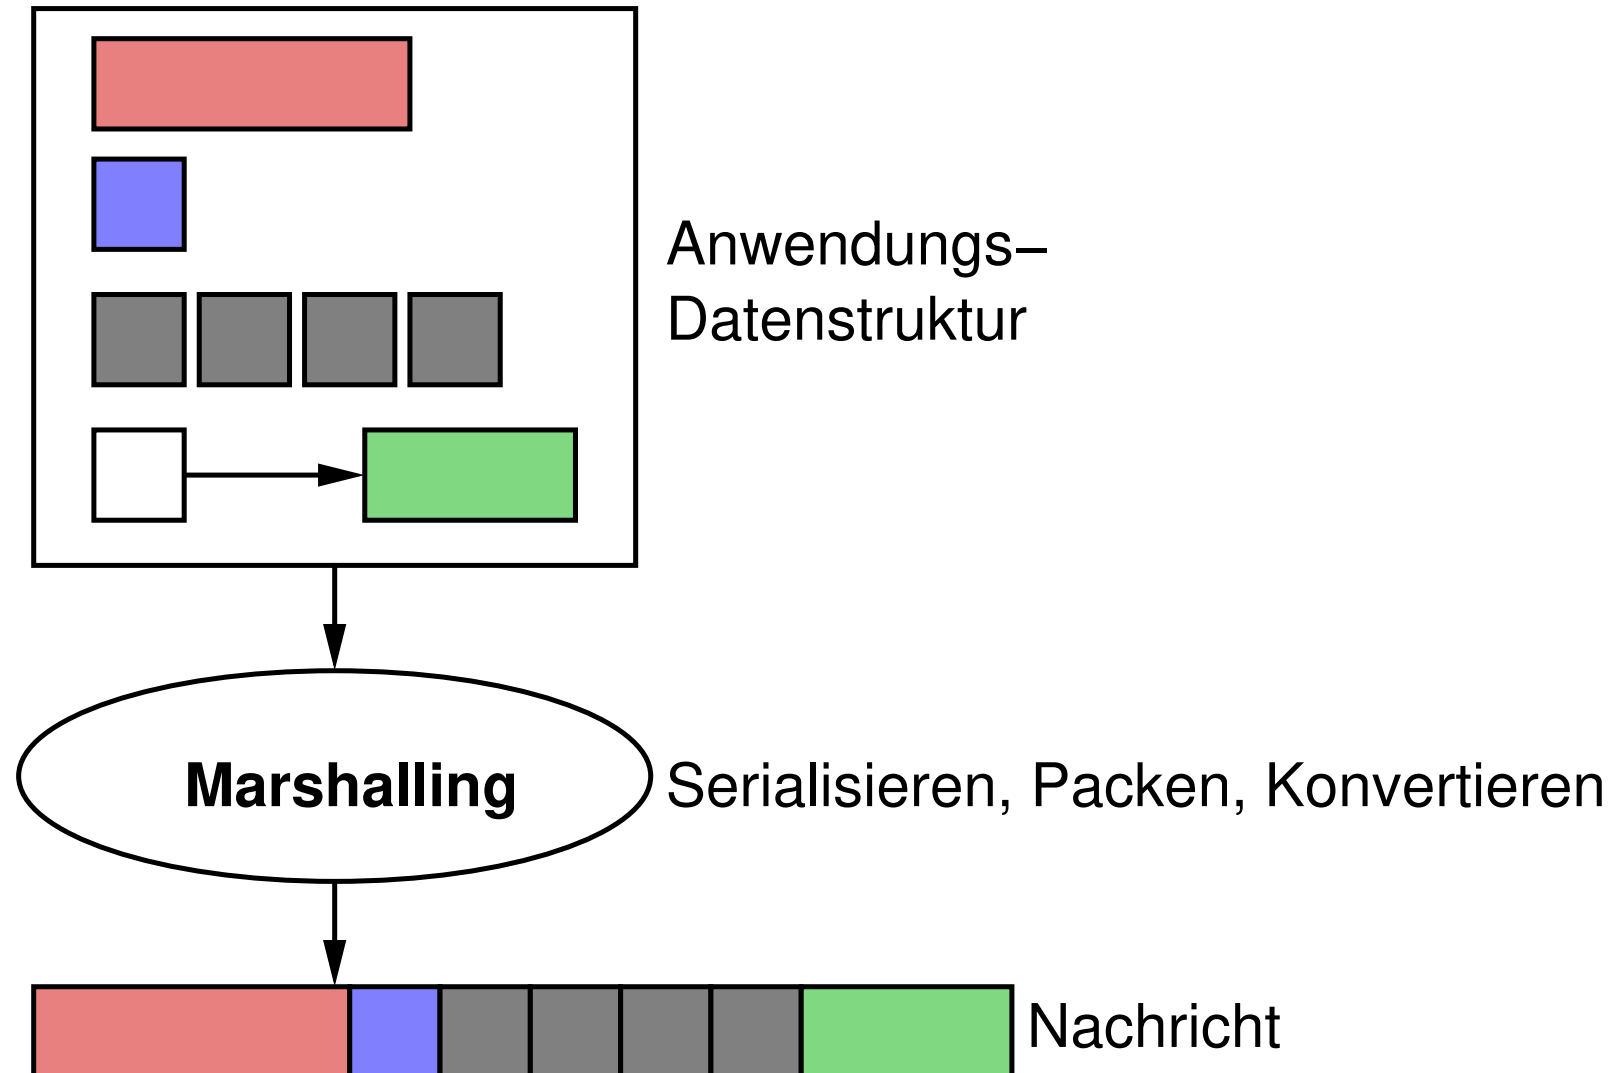 Anwendungs–
Datenstruktur
Marshalling
Serialisieren, Packen, Konvertieren
Nachricht